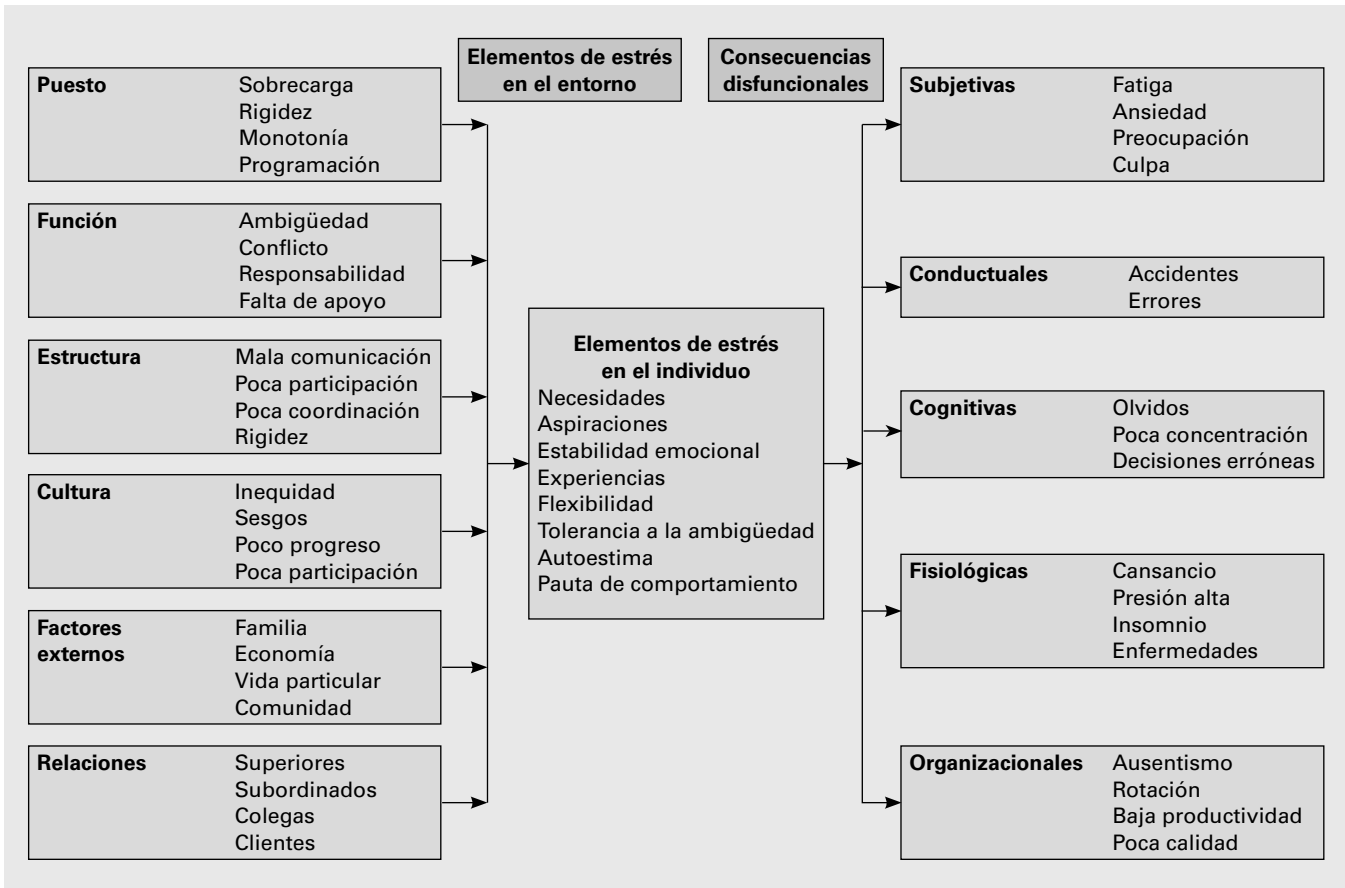 Elementos de estrés
en el entorno
Consecuencias
disfuncionales
Puesto
Sobrecarga
Rigidez
Monotonía
Programación
Función
Ambigüedad
Conflicto
Responsabilidad
Falta de apoyo
Estructura
Mala comunicación
Poca participación
Poca coordinación
Rigidez
Cultura
Inequidad
Sesgos
Poco progreso
Poca participación
Factores
externos
Familia
Economía
Vida particular
Comunidad
Relaciones
Superiores
Subordinados
Colegas
Clientes
Elementos de estrés
en el individuo
Necesidades
Aspiraciones
Estabilidad emocional
Experiencias
Flexibilidad
Tolerancia a la ambigüedad
Autoestima
Pauta de comportamiento
Subjetivas
Fatiga
Ansiedad
Preocupación
Culpa
Conductuales
Accidentes
Errores
Cognitivas
Olvidos
Poca concentración
Decisiones erróneas
Fisiológicas
Cansancio
Presión alta
Insomnio
Enfermedades
Organizacionales
Ausentismo
Rotación
Baja productividad
Poca calidad